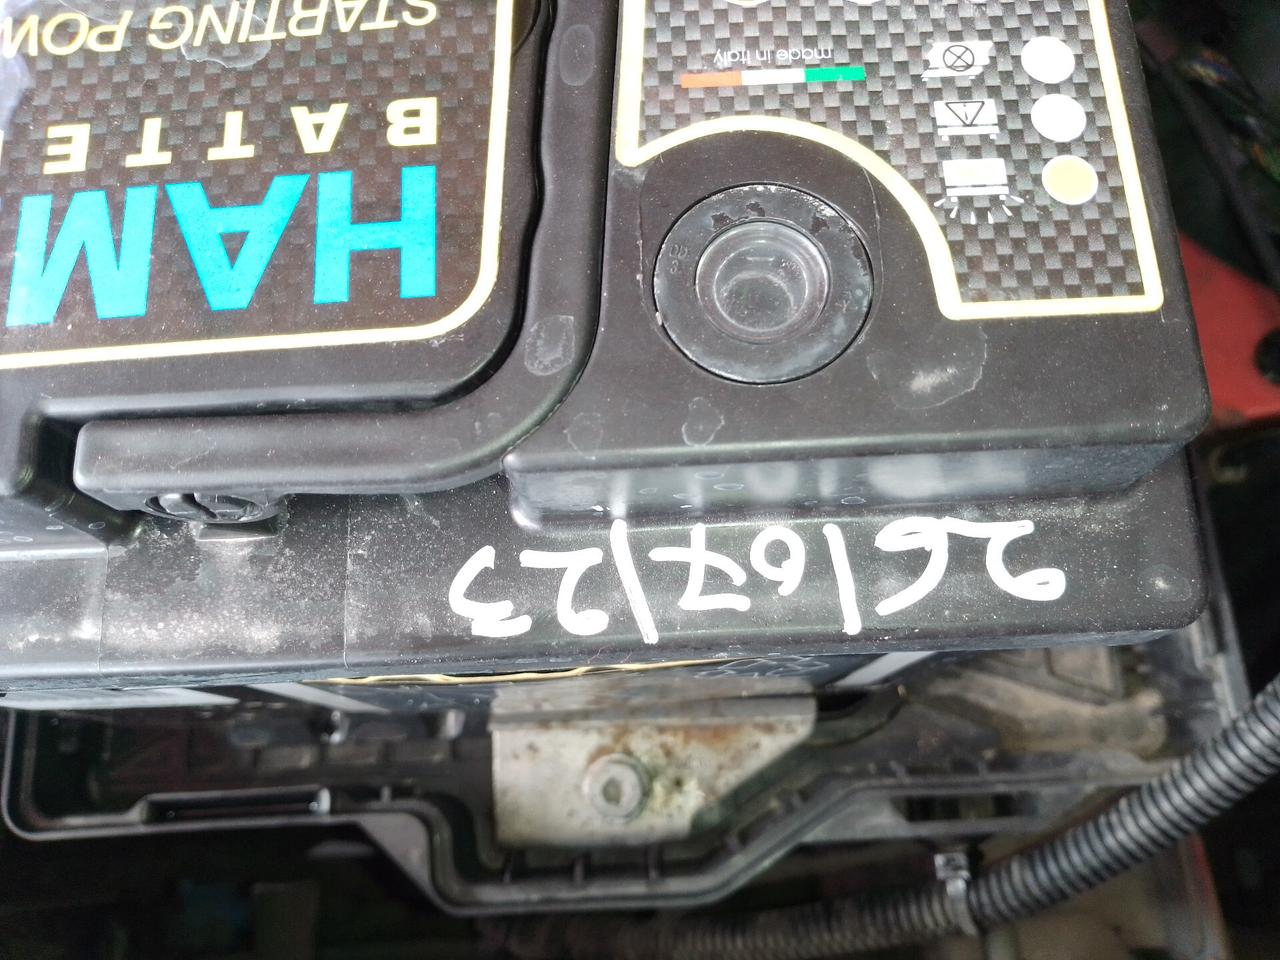 26/07/23
made in italy
HAM
BATTE
STARTING POW